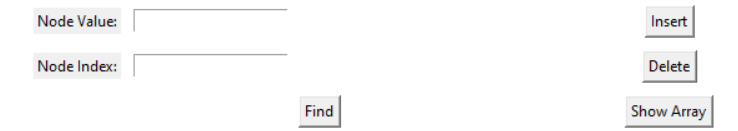 Node Value: Insert
Node Index: Delete
Find Show Array